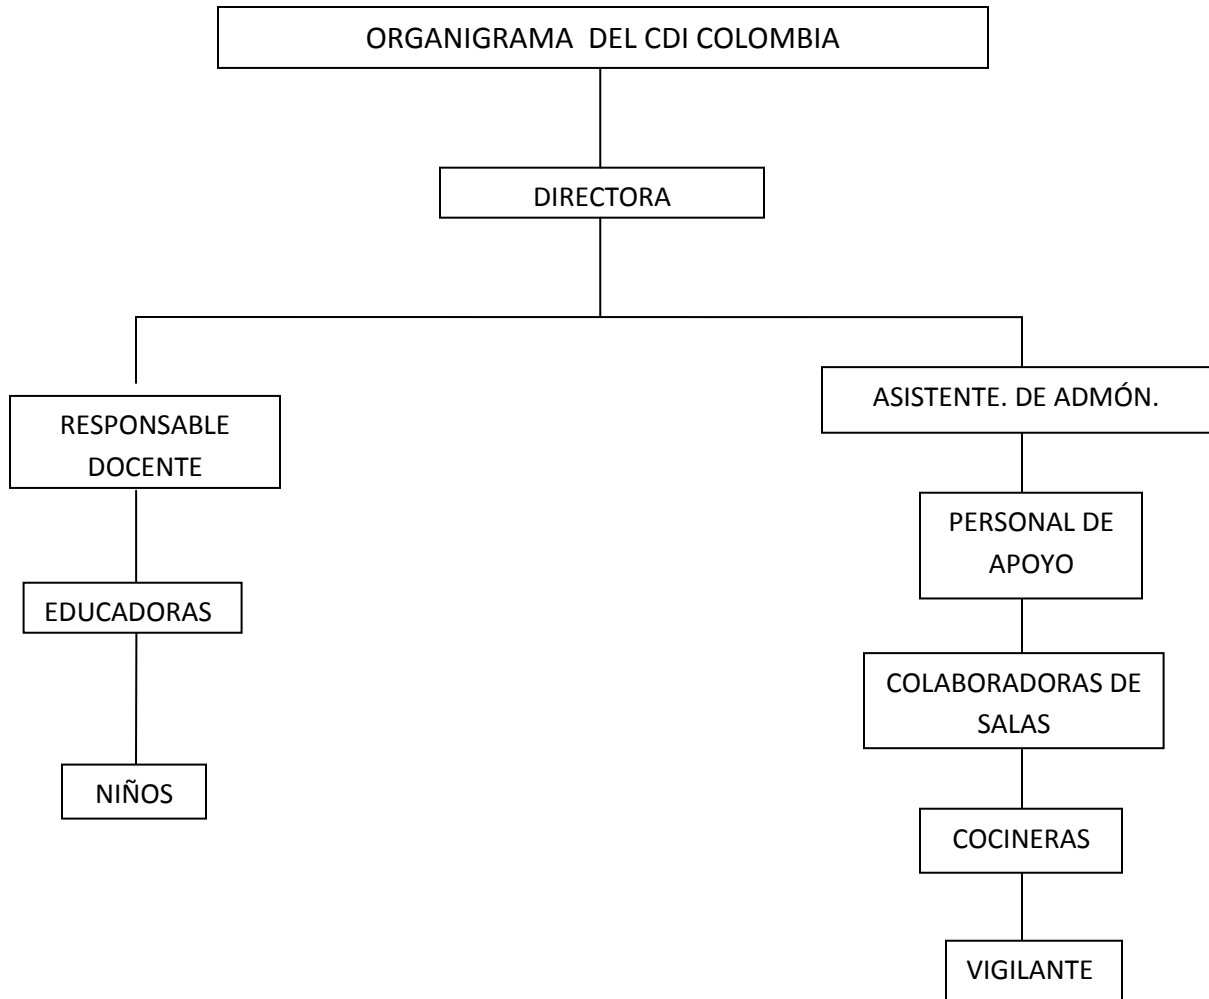 ORGANIGRAMA DEL CDI COLOMBIA
DIRECTORA
RESPONSABLE
DOCENTE
EDUCADORAS
NIÑOS
ASISTENTE. DE ADMÓN.
PERSONAL DE
APOYO
COLABORADORAS DE
SALAS
COCINERAS
VIGILANTE